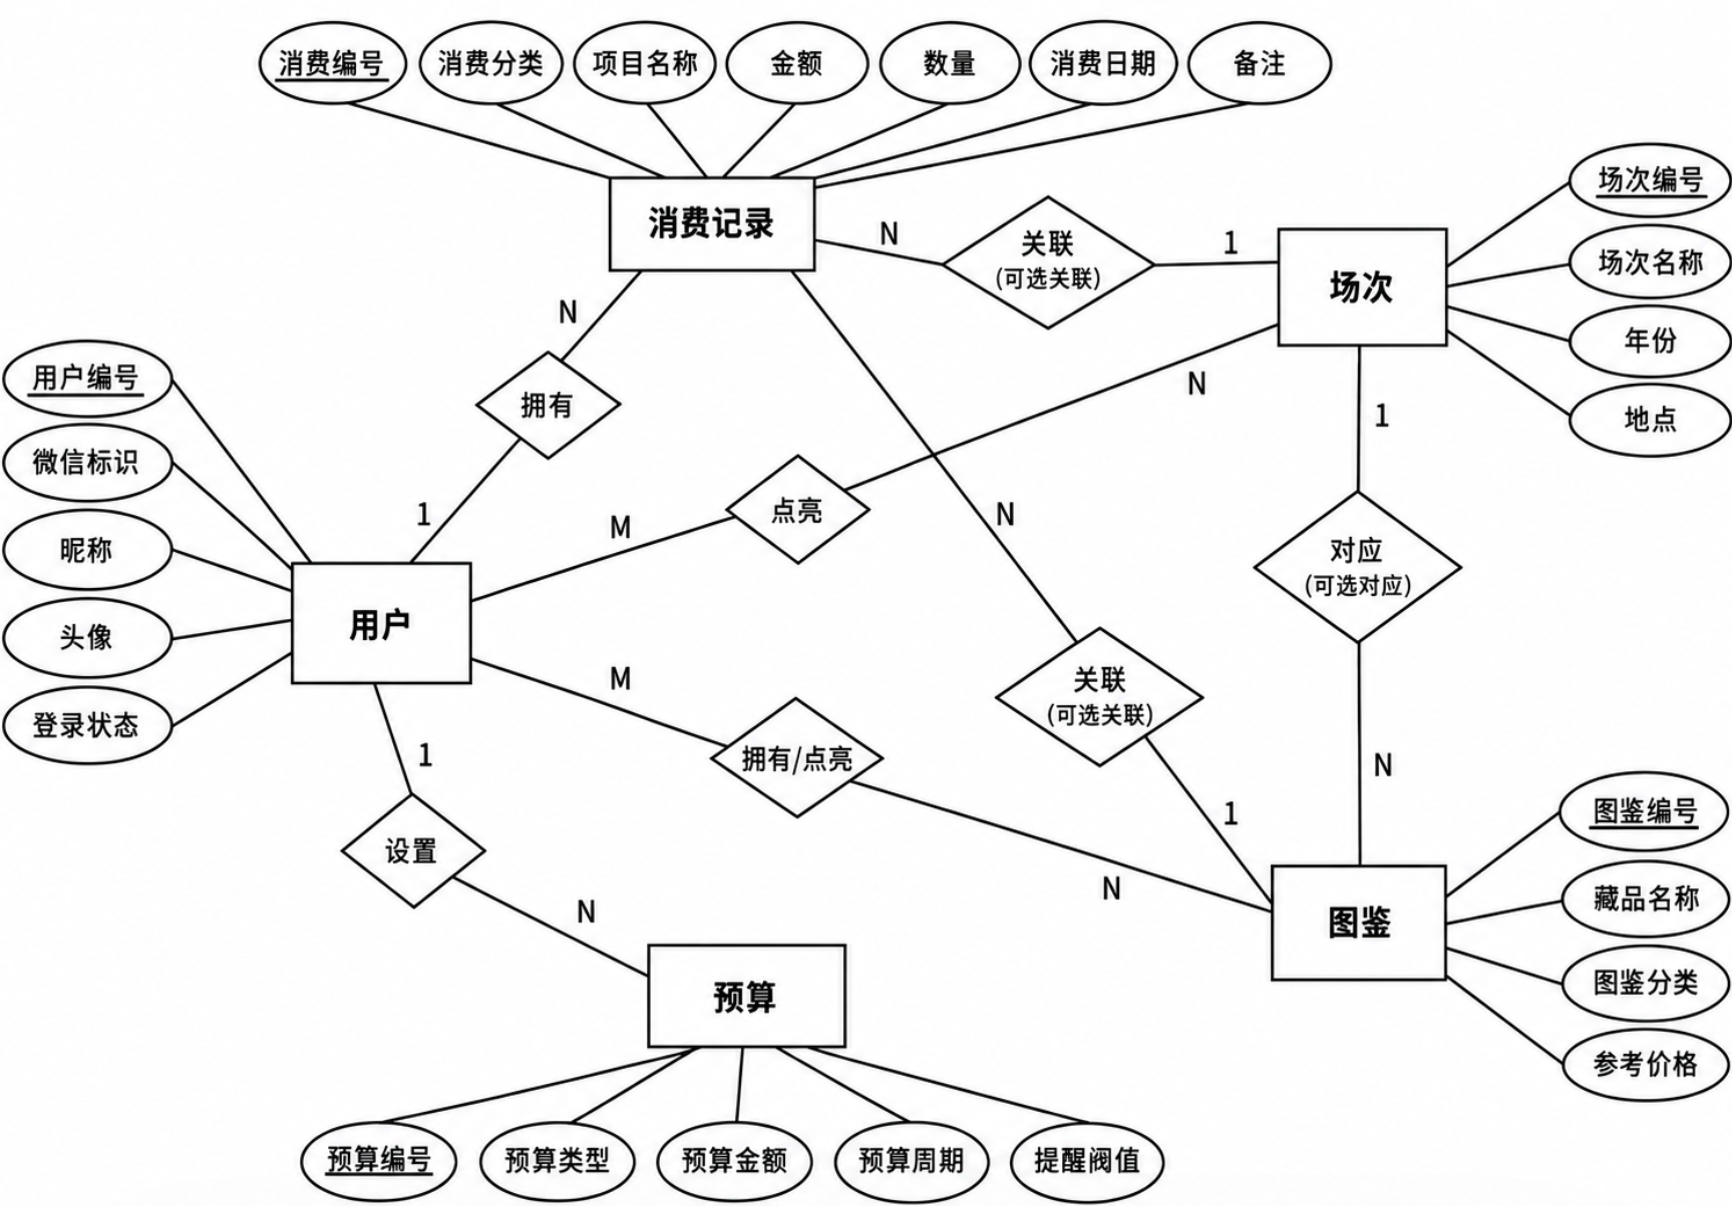 消费编号
消费分类
项目名称
金额
数量
消费日期
备注
消费记录
N
关联
(可选关联)
1
场次
场次编号
场次名称
年份
地点
N
拥有
1
用户编号
微信标识
昵称
头像
登录状态
用户
M
点亮
N
N
1
对应
(可选对应)
N
M
拥有/点亮
N
关联
(可选关联)
1
图鉴
图鉴编号
藏品名称
图鉴分类
参考价格
1
设置
N
预算
预算编号
预算类型
预算金额
预算周期
提醒阀值